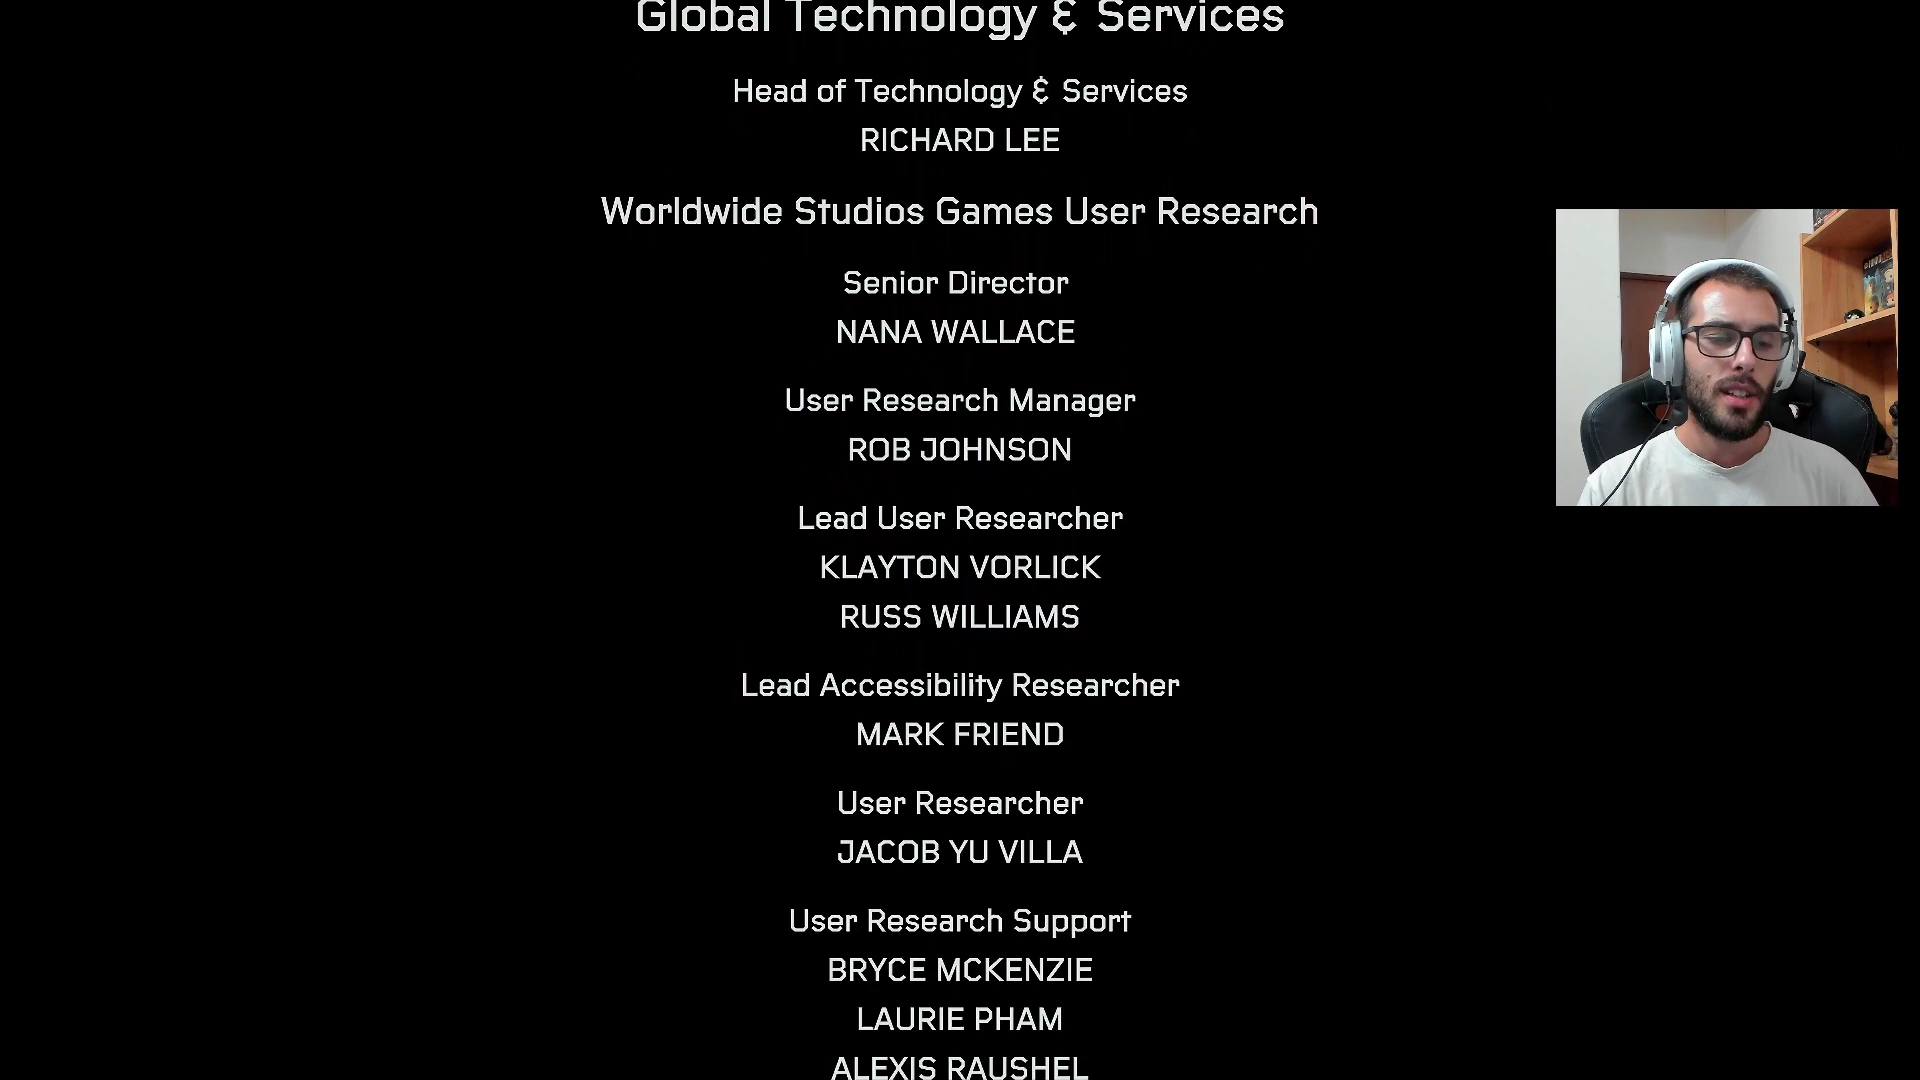 Global Technology & Services
Head of Technology & Services
RICHARD LEE
Worldwide Studios Games User Research
Senior Director
NANA WALLACE
User Research Manager
ROB JOHNSON
Lead User Researcher
KLAYTON VORLICK
RUSS WILLIAMS
Lead Accessibility Researcher
MARK FRIEND
User Researcher
JACOB YU VILLA
User Research Support
BRYCE MCKENZIE
LAURIE PHAM
ALEXIS RAUSHEL